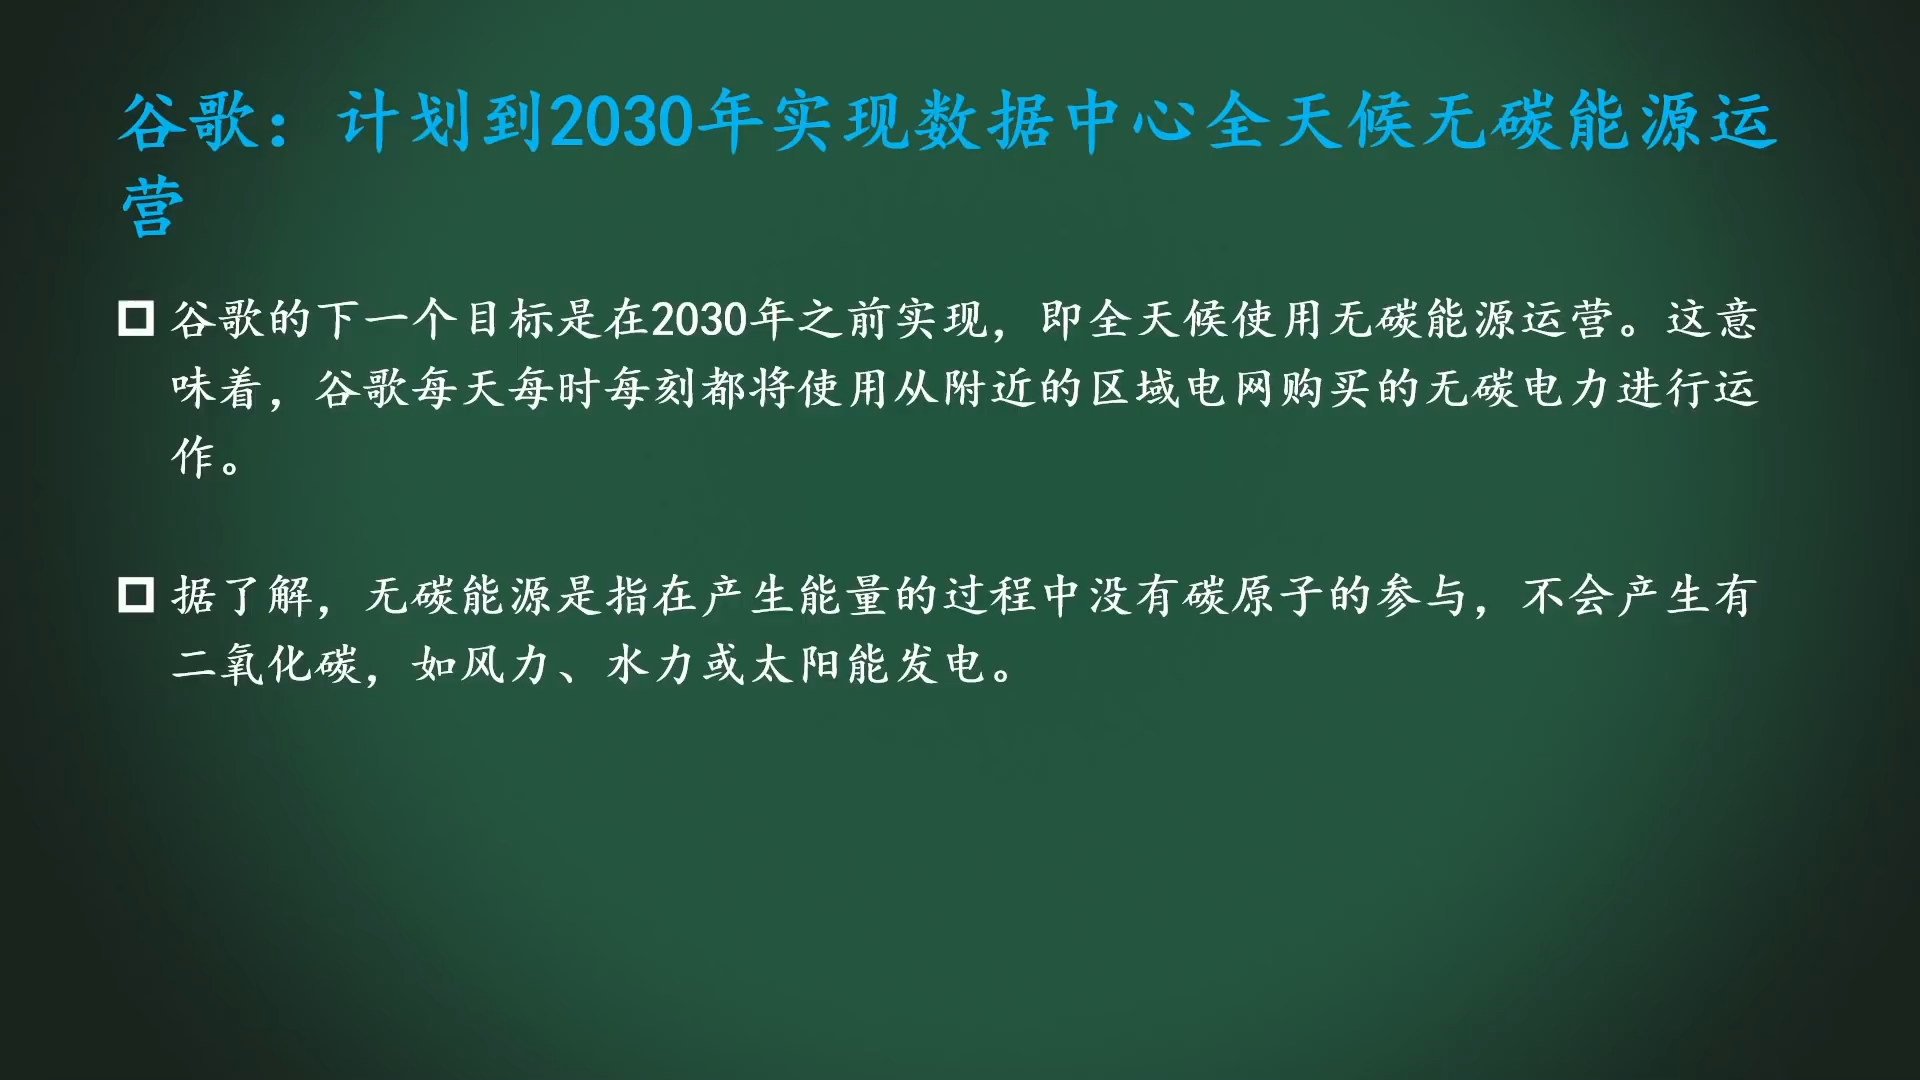 谷歌：计划到2030年实现数据中心全天候无碳能源运
营
谷歌的下一个目标是在2030年之前实现，即全天候使用无碳能源运营。这意
味着，谷歌每天每时每刻都将使用从附近的区域电网购买的无碳电力进行运
作。
据了解，无碳能源是指在产生能量的过程中没有碳原子的参与，不会产生有
二氧化碳，如风力、水力或太阳能发电。